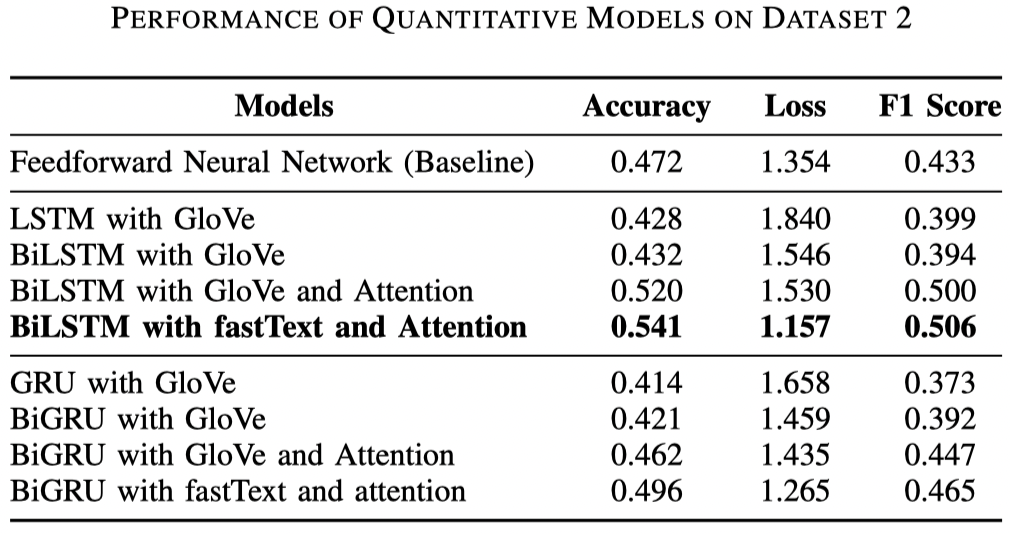 PERFORMANCE OF QUANTITATIVE MODELS ON DATASET 2
Models Accuracy Loss F1 Score
Feedforward Neural Network (Baseline) 0.472 1.354 0.433
LSTM with GloVe 0.428 1.840 0.399
BiLSTM with GloVe 0.432 1.546 0.394
BiLSTM with GloVe and Attention 0.520 1.530 0.500
BiLSTM with fastText and Attention 0.541 1.157 0.506
GRU with GloVe 0.414 1.658 0.373
BiGRU with GloVe 0.421 1.459 0.392
BiGRU with GloVe and Attention 0.462 1.435 0.447
BiGRU with fastText and attention 0.496 1.265 0.465